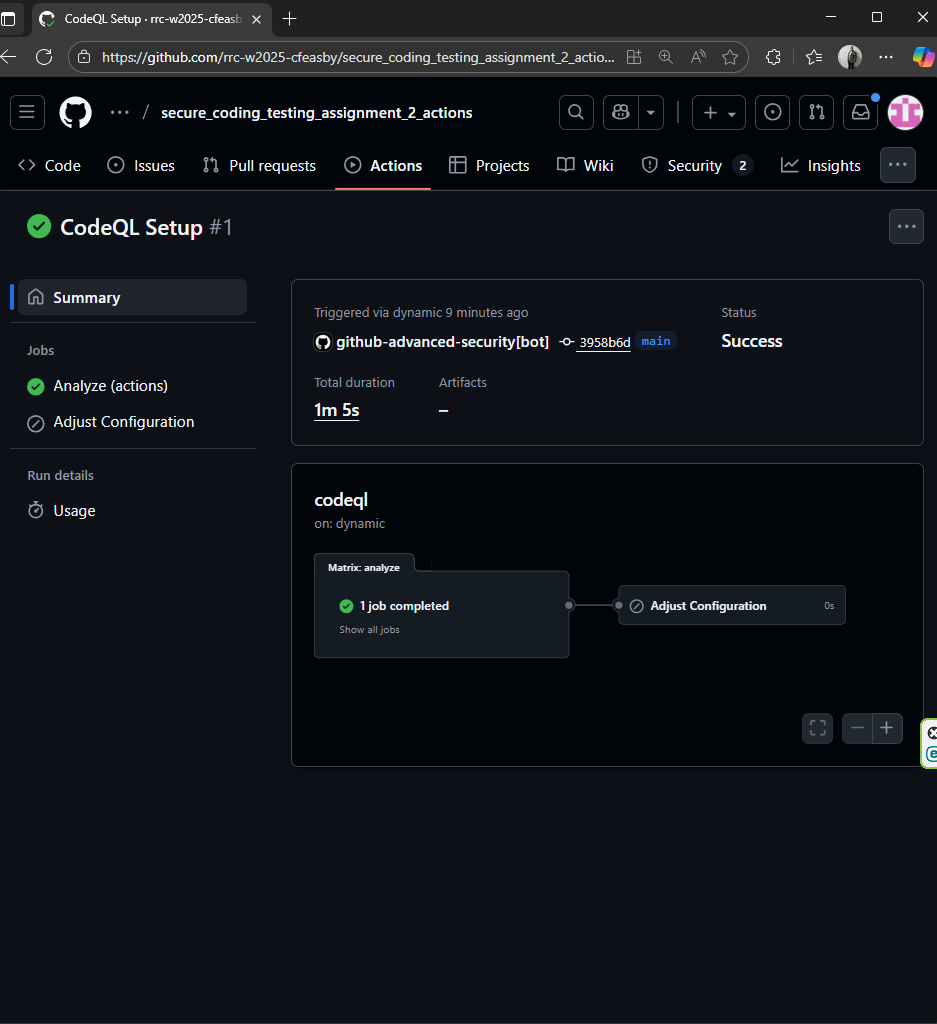 CodeQL Setup · rrc-w2025-cfeasby
https://github.com/rrc-w2025-cfeasby/secure_coding_testing_assignment_2_actio...
... / secure_coding_testing_assignment_2_actions
Code Issues Pull requests Actions Projects Wiki Security 2 Insights
CodeQL Setup #1
Summary
Jobs
Analyze (actions)
Adjust Configuration
Run details
Usage
Triggered via dynamic 9 minutes ago
github-advanced-security[bot] 3958b6d main
Status
Success
Total duration
1m 5s
Artifacts
–
codeql
on: dynamic
Matrix: analyze
1 job completed
Show all jobs
Adjust Configuration 0s